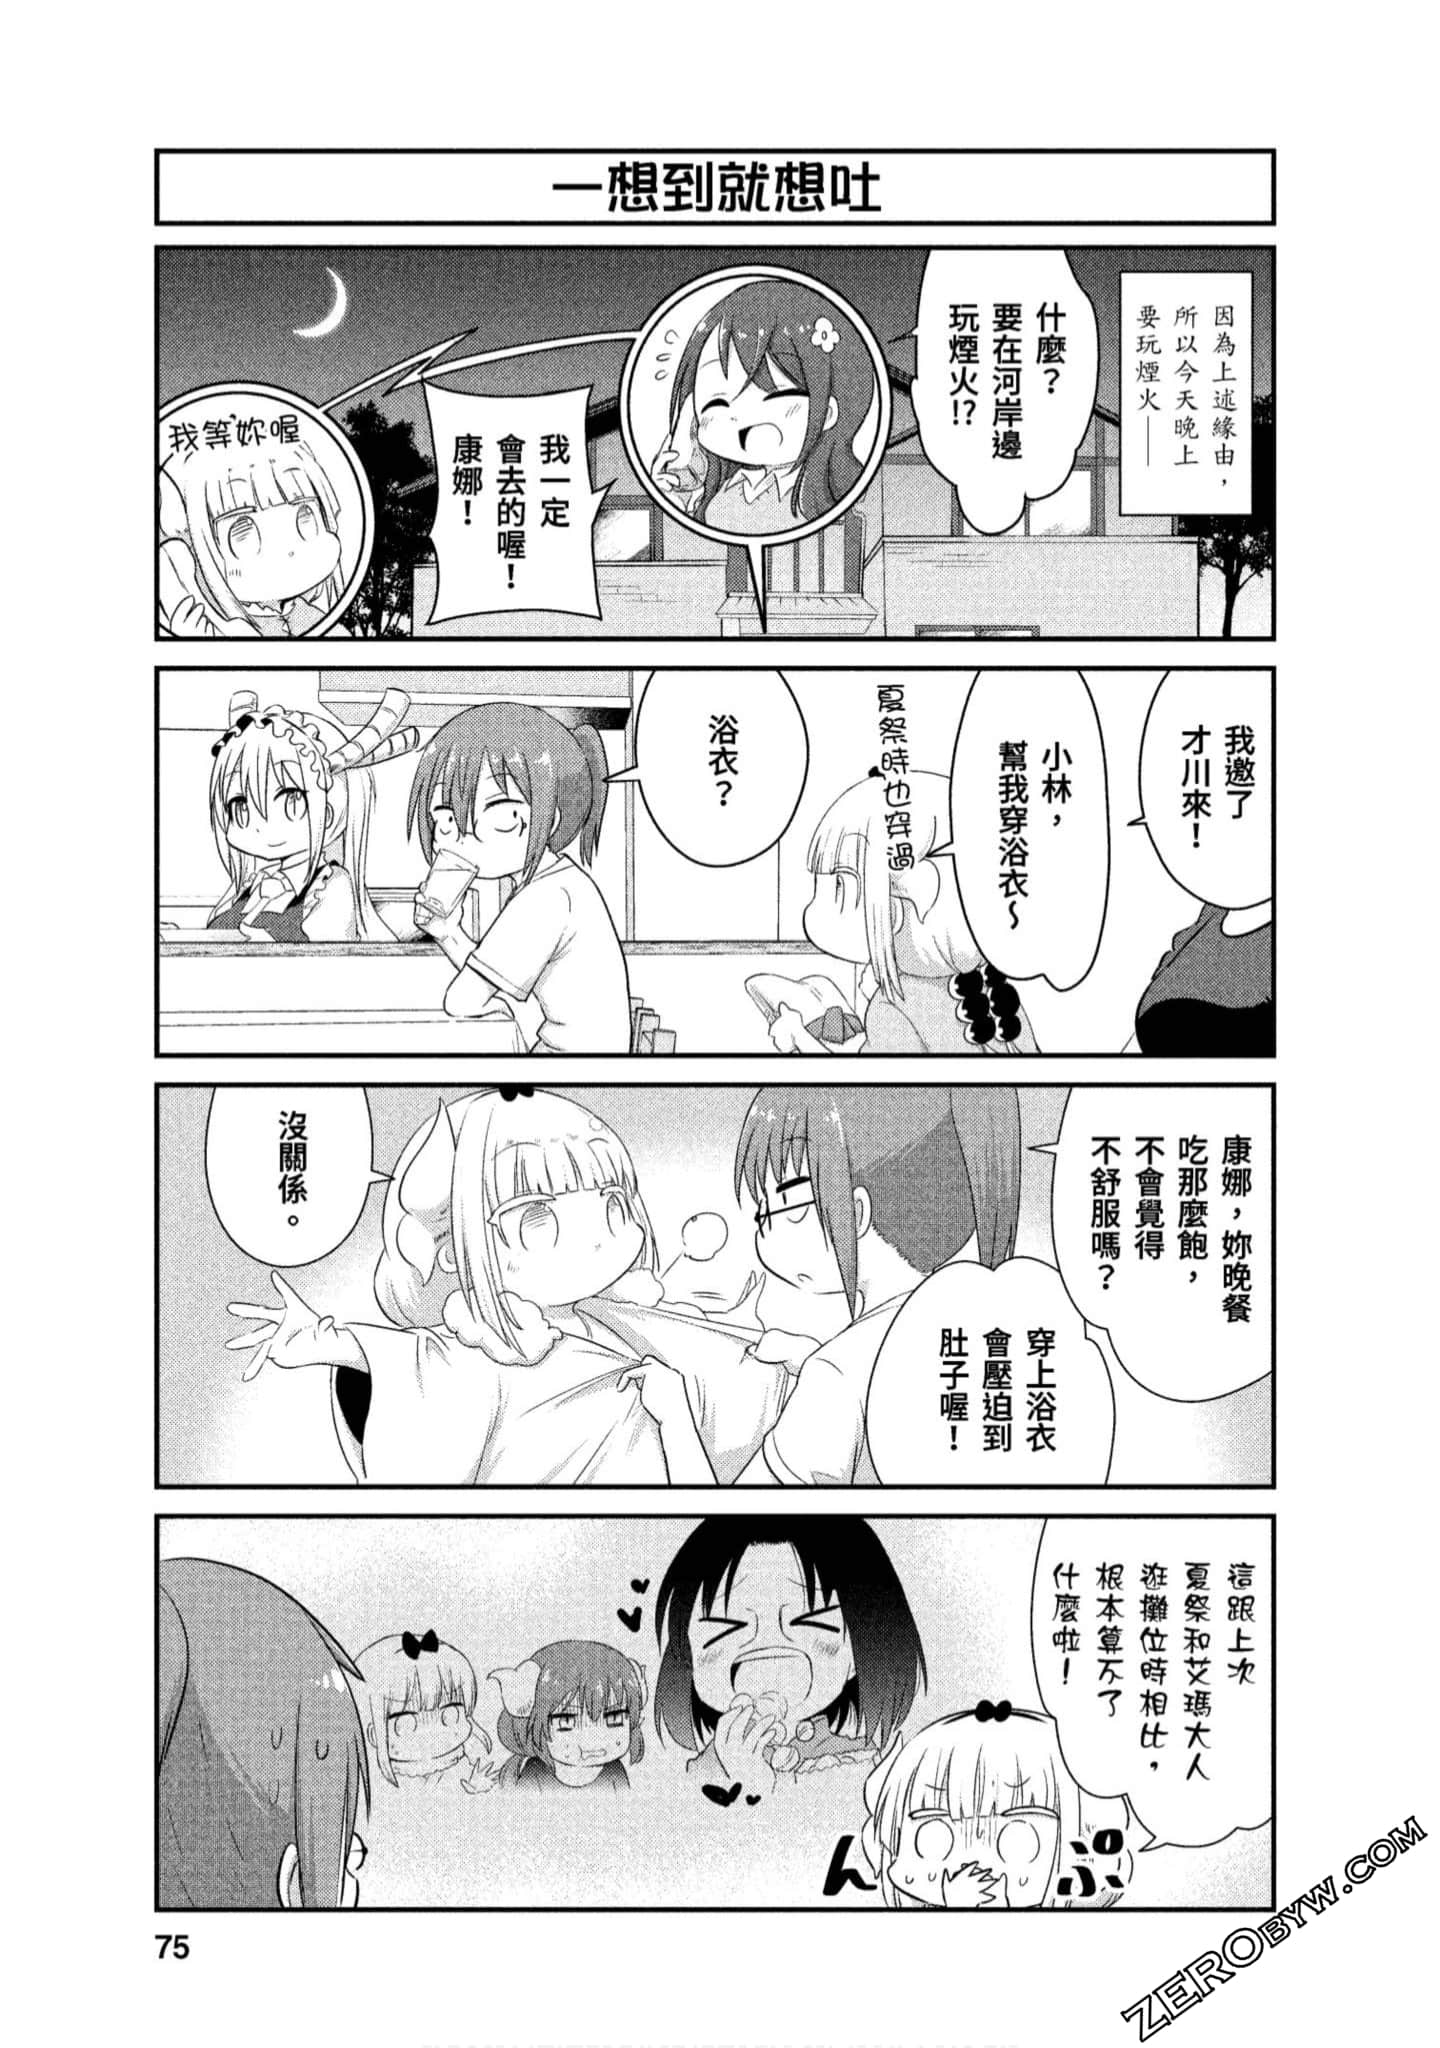 一想到就想吐
因為上述緣由，
所以今天晚上
要玩煙火——
什麼？
要在河岸邊
玩煙火!?
我一定
會去的喔！
康娜！
我等妳喔
我邀了
才川來！
小林，
幫我穿浴衣～
夏祭時也穿過
浴衣？
康娜，妳晚餐
吃那麼飽，
不會覺得
不舒服嗎？
穿上浴衣
會壓迫到
肚子喔！
沒關係。
這跟上次
夏祭和艾瑪大人
逛攤位時相比，
根本算不了
什麼啦！
ぷ
ん
75
ZEROBYW.COM